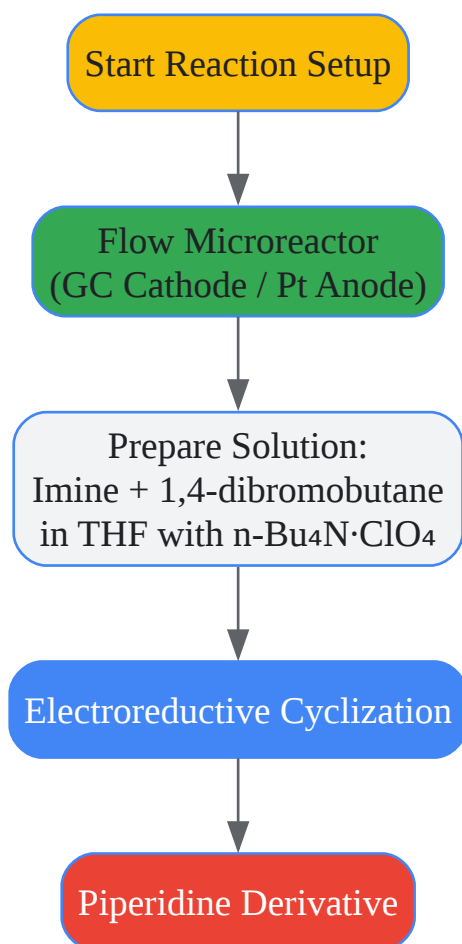 Start Reaction Setup
Flow Microreactor
(GC Cathode / Pt Anode)
Prepare Solution:
Imine + 1,4-dibromobutane
in THF with n-Bu₄N·ClO₄
Electroreductive Cyclization
Piperidine Derivative